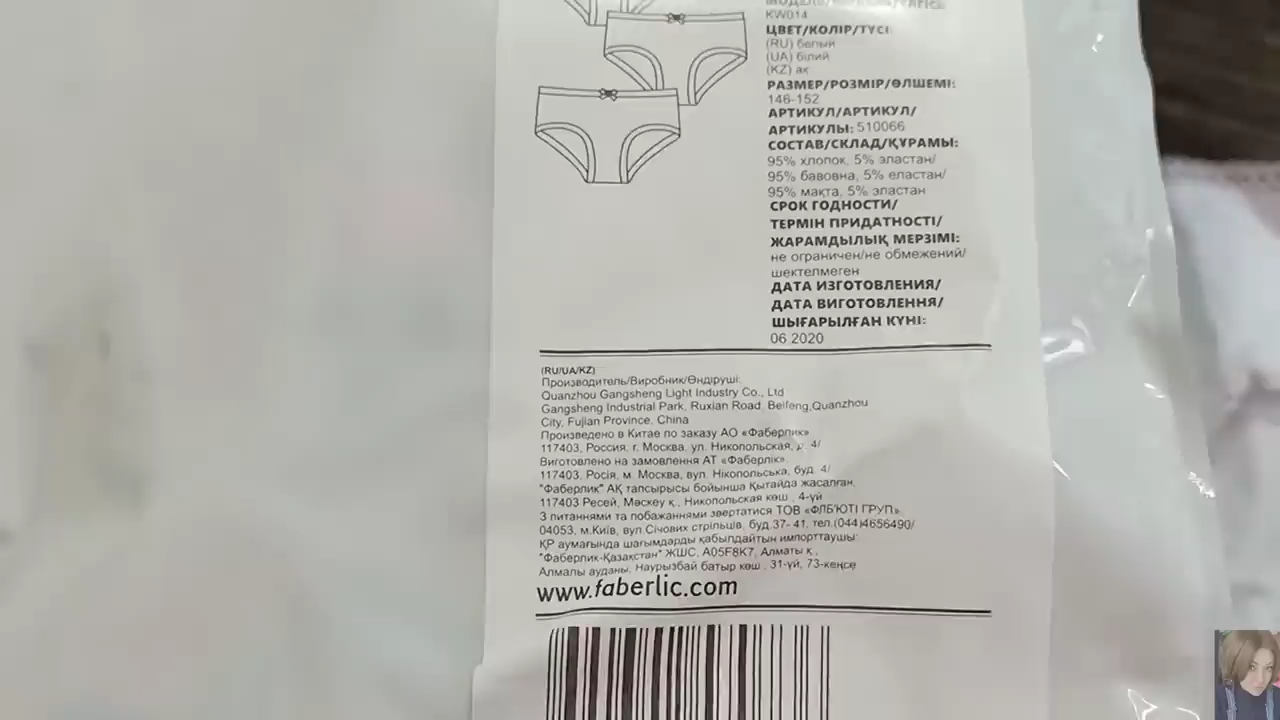 KW014
ЦВЕТ/КОЛІР/ТҮСІ:
(RU) белый
(UA) білий
(KZ) ақ
РАЗМЕР/РОЗМІР/ӨЛШЕМІ:
146-152
АРТИКУЛ/АРТИКУЛ/
АРТИКУЛЫ: 510066
СОСТАВ/СКЛАД/ҚҰРАМЫ:
95% хлопок, 5% эластан/
95% бавовна, 5% еластан/
95% мақта, 5% эластан
СРОК ГОДНОСТИ/
ТЕРМІН ПРИДАТНОСТІ/
ЖАРАМДЫЛЫҚ МЕРЗІМІ:
не ограничен/не обмежений/
шектелмеген
ДАТА ИЗГОТОВЛЕНИЯ/
ДАТА ВИГОТОВЛЕННЯ/
ШЫҒАРЫЛҒАН КҮНІ:
06 2020
(RU/UA/KZ)
Производитель/Виробник/Өндіруші:
Quanzhou Gangsheng Light Industry Co., Ltd
Gangsheng Industrial Park, Ruxian Road, Beifeng,Quanzhou
City, Fujian Province, China
Произведено в Китае по заказу АО «Фаберлик»
117403, Россия, г. Москва, ул. Никопольская, д. 4/
Виготовлено на замовлення АТ «Фаберлік»
117403, Росія, м. Москва, вул. Нікопольська, буд. 4/
"Фаберлик" АҚ тапсырысы бойынша Қытайда жасалған,
117403 Ресей, Мәскеу қ., Никопольская көш., 4-үй
З питаннями та побажаннями звертатися ТОВ «ФЛБ'ЮТІ ГРУП»
04053, м.Київ, вул.Січових стрільців, буд.37- 41, тел.(044)4656490/
ҚР аумағында шағымдарды қабылдайтын импорттаушы:
"Фаберлик-Қазақстан" ЖШС, A05F8K7, Алматы қ.,
Алмалы ауданы, Наурызбай батыр көш., 31-үй, 73-кеңсе
www.faberlic.com